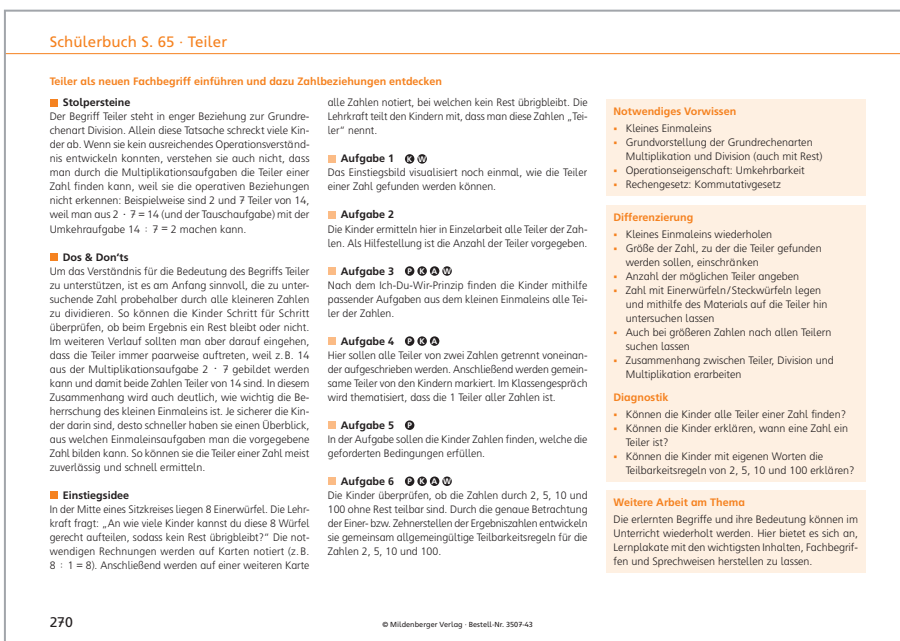 Schülerbuch S. 65 · Teiler
Teiler als neuen Fachbegriff einführen und dazu Zahlbeziehungen entdecken
Stolpersteine
Der Begriff Teiler steht in enger Beziehung zur Grundre-
chenart Division. Allein diese Tatsache schreckt viele Kin-
der ab. Wenn sie kein ausreichendes Operationsverständ-
nis entwickeln konnten, verstehen sie auch nicht, dass
man durch die Multiplikationsaufgaben die Teiler einer
Zahl finden kann, weil sie die operativen Beziehungen
nicht erkennen: Beispielweise sind 2 und 7 Teiler von 14,
weil man aus 2 · 7 = 14 (und der Tauschaufgabe) mit der
Umkehraufgabe 14 : 7 = 2 machen kann.
Dos & Don'ts
Um das Verständnis für die Bedeutung des Begriffs Teiler
zu unterstützen, ist es am Anfang sinnvoll, die zu unter-
suchende Zahl probehalber durch alle kleineren Zahlen
zu dividieren. So können die Kinder Schritt für Schritt
überprüfen, ob beim Ergebnis ein Rest bleibt oder nicht.
Im weiteren Verlauf sollten man aber darauf eingehen,
dass die Teiler immer paarweise auftreten, weil z. B. 14
aus der Multiplikationsaufgabe 2 · 7 gebildet werden
kann und damit beide Zahlen Teiler von 14 sind. In diesem
Zusammenhang wird auch deutlich, wie wichtig die Be-
herrschung des kleinen Einmaleins ist. Je sicherer die Kin-
der darin sind, desto schneller haben sie einen Überblick,
aus welchen Einmaleinsaufgaben man die vorgegebene
Zahl bilden kann. So können sie die Teiler einer Zahl meist
zuverlässig und schnell ermitteln.
Einstiegsidee
In der Mitte eines Sitzkreises liegen 8 Einerwürfel. Die Lehr-
kraft fragt: „An wie viele Kinder kannst du diese 8 Würfel
gerecht aufteilen, sodass kein Rest übrigbleibt?" Die not-
wendigen Rechnungen werden auf Karten notiert (z. B.
8 : 1 = 8). Anschließend werden auf einer weiteren Karte
alle Zahlen notiert, bei welchen kein Rest übrigbleibt. Die
Lehrkraft teilt den Kindern mit, dass man diese Zahlen „Tei-
ler" nennt.
Aufgabe 1 K W
Das Einstiegsbild visualisiert noch einmal, wie die Teiler
einer Zahl gefunden werden können.
Aufgabe 2
Die Kinder ermitteln hier in Einzelarbeit alle Teiler der Zah-
len. Als Hilfestellung ist die Anzahl der Teiler vorgegeben.
Aufgabe 3 P K A W
Nach dem Ich-Du-Wir-Prinzip finden die Kinder mithilfe
passender Aufgaben aus dem kleinen Einmaleins alle Tei-
ler der Zahlen.
Aufgabe 4 P K A
Hier sollen alle Teiler von zwei Zahlen getrennt voneinan-
der aufgeschrieben werden. Anschließend werden gemein-
same Teiler von den Kindern markiert. Im Klassengespräch
wird thematisiert, dass die 1 Teiler aller Zahlen ist.
Aufgabe 5 P
In der Aufgabe sollen die Kinder Zahlen finden, welche die
geforderten Bedingungen erfüllen.
Aufgabe 6 P K A W
Die Kinder überprüfen, ob die Zahlen durch 2, 5, 10 und
100 ohne Rest teilbar sind. Durch die genaue Betrachtung
der Einer- bzw. Zehnerstellen der Ergebniszahlen entwickeln
sie gemeinsam allgemeingültige Teilbarkeitsregeln für die
Zahlen 2, 5, 10 und 100.
Notwendiges Vorwissen
• Kleines Einmaleins
• Grundvorstellung der Grundrechenarten
Multiplikation und Division (auch mit Rest)
• Operationseigenschaft: Umkehrbarkeit
• Rechengesetz: Kommutativgesetz
Differenzierung
• Kleines Einmaleins wiederholen
• Größe der Zahl, zu der die Teiler gefunden
werden sollen, einschränken
• Anzahl der möglichen Teiler angeben
• Zahl mit Einerwürfeln/Steckwürfeln legen
und mithilfe des Materials auf die Teiler hin
untersuchen lassen
• Auch bei größeren Zahlen nach allen Teilern
suchen lassen
• Zusammenhang zwischen Teiler, Division und
Multiplikation erarbeiten
Diagnostik
• Können die Kinder alle Teiler einer Zahl finden?
• Können die Kinder erklären, wann eine Zahl ein
Teiler ist?
• Können die Kinder mit eigenen Worten die
Teilbarkeitsregeln von 2, 5, 10 und 100 erklären?
Weitere Arbeit am Thema
Die erlernten Begriffe und ihre Bedeutung können im
Unterricht wiederholt werden. Hier bietet es sich an,
Lernplakate mit den wichtigsten Inhalten, Fachbegrif-
fen und Sprechweisen herstellen zu lassen.
270
© Mildenberger Verlag · Bestell-Nr. 3507-43